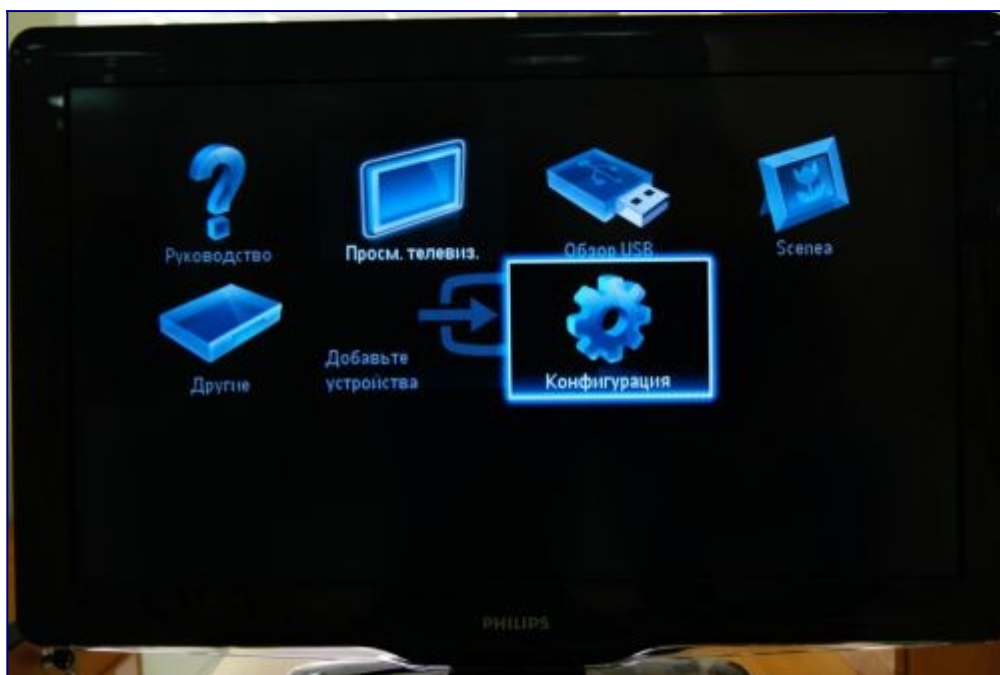 Руководство
Просм. телевиз.
Обзор USB
Scenea
Другие
Добавьте
устройства
Конфигурация
PHILIPS